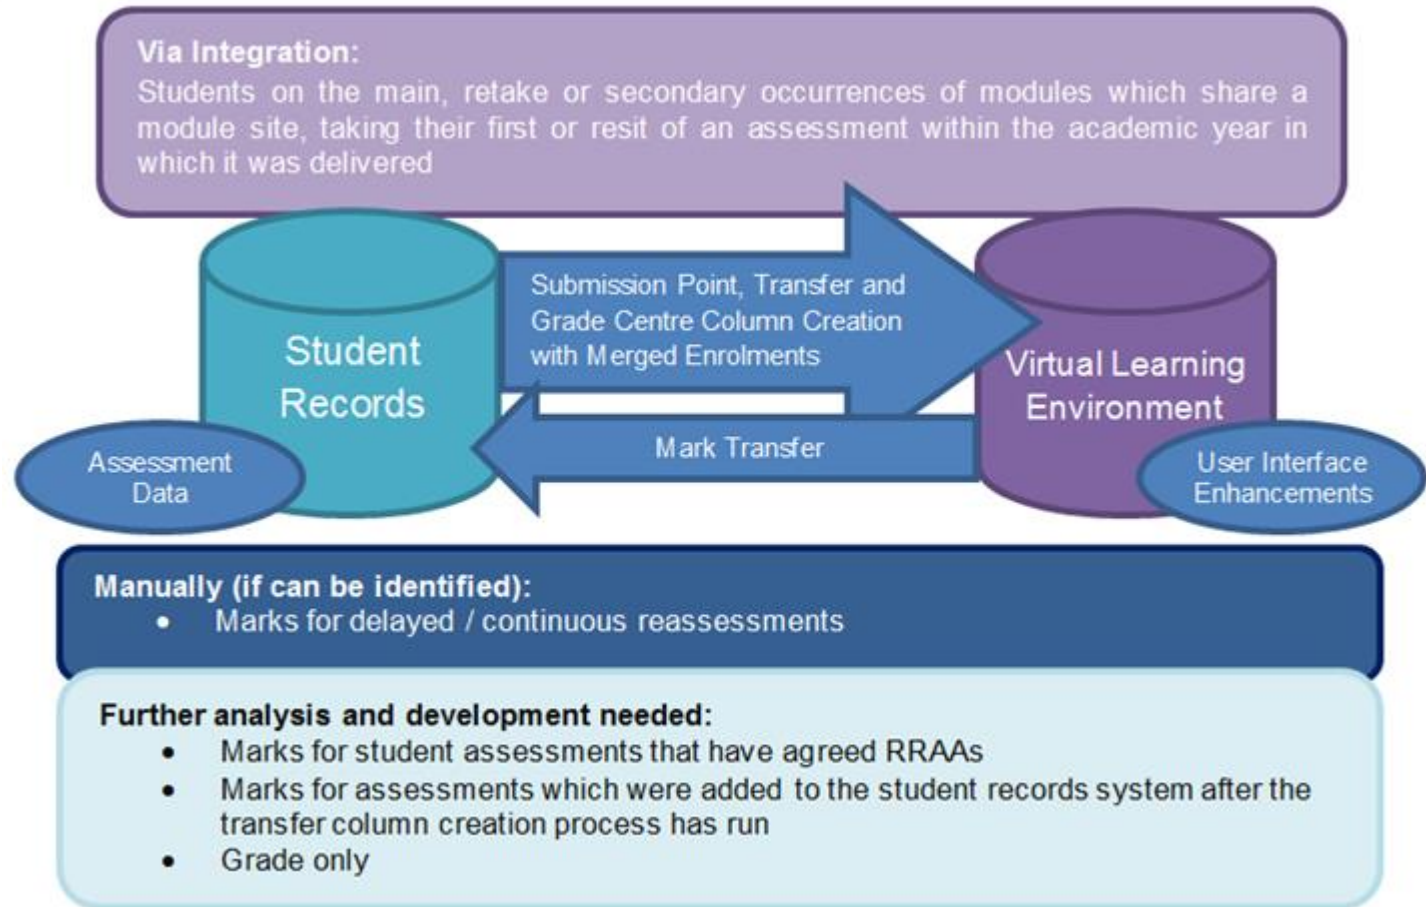 Via Integration:
Students on the main, retake or secondary occurrences of modules which share a
module site, taking their first or resit of an assessment within the academic year in
which it was delivered
Student
Records
Submission Point, Transfer and
Grade Centre Column Creation
with Merged Enrolments
Virtual Learning
Environment
Mark Transfer
Assessment
Data
User Interface
Enhancements
Manually (if can be identified):
• Marks for delayed / continuous reassessments
Further analysis and development needed:
• Marks for student assessments that have agreed RRAAs
• Marks for assessments which were added to the student records system after the
transfer column creation process has run
• Grade only